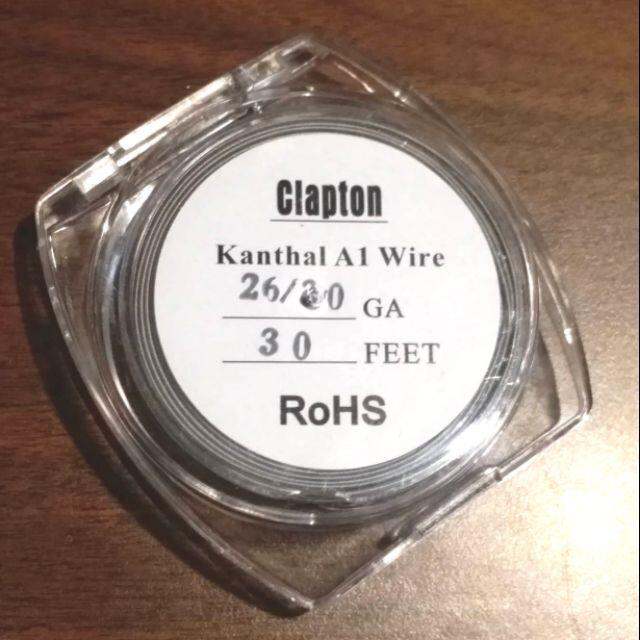 Clapton
Kanthal A1 Wire
26/30 GA
30 FEET
RoHS